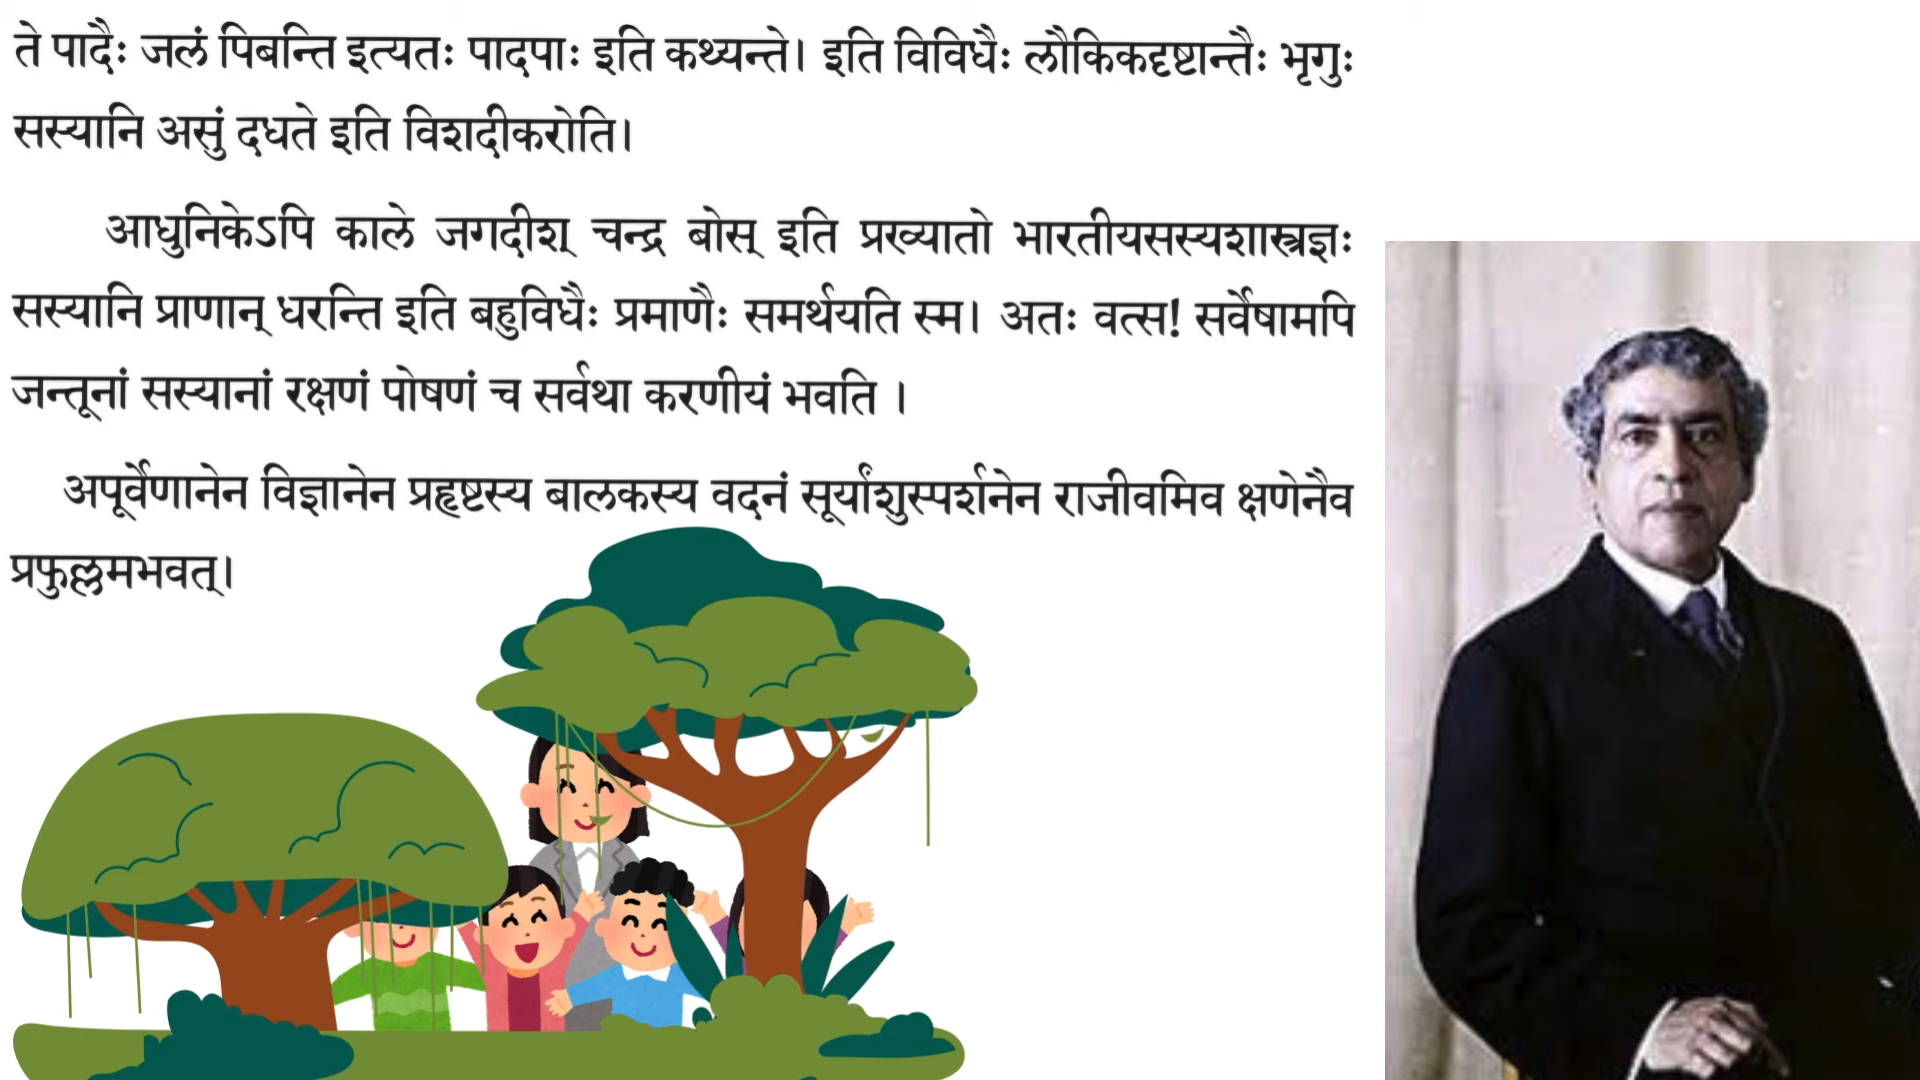 ते पादैः जलं पिबन्ति इत्यतः पादपाः इति कथ्यन्ते। इति विविधैः लौकिकदृष्टान्तैः भृगुः
सस्यानि असुं दधते इति विशदीकरोति।
आधुनिकेऽपि काले जगदीश् चन्द्र बोस् इति प्रख्यातो भारतीयसस्यशास्त्रज्ञः
सस्यानि प्राणान् धरन्ति इति बहुविधैः प्रमाणैः समर्थयति स्म। अतः वत्स! सर्वेषामपि
जन्तूनां सस्यानां रक्षणं पोषणं च सर्वथा करणीयं भवति ।
अपूर्वेणानेन विज्ञानेन प्रहृष्टस्य बालकस्य वदनं सूर्यांशुस्पर्शनेन राजीवमिव क्षणेनैव
प्रफुल्लमभवत्।